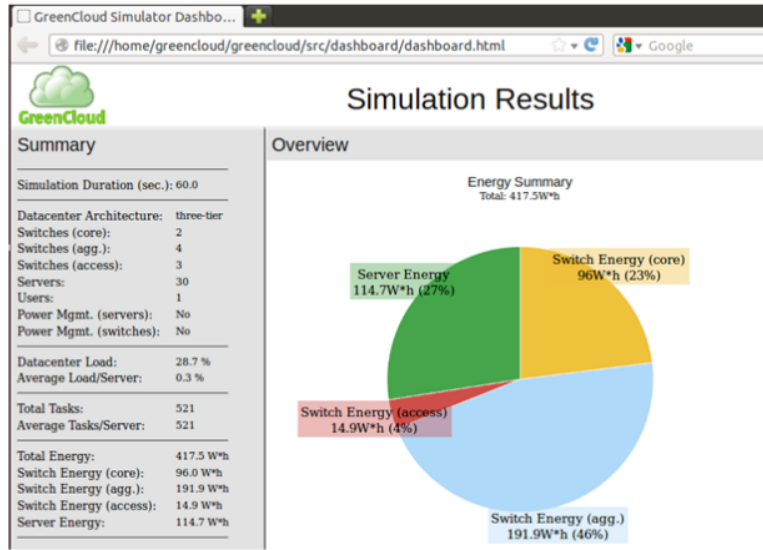 GreenCloud Simulator Dashbo...
file:///home/greencloud/greencloud/src/dashboard/dashboard.html
Google
GreenCloud
Simulation Results
Summary
Simulation Duration (sec.): 60.0
Datacenter Architecture: three-tier
Switches (core): 2
Switches (agg.): 4
Switches (access): 3
Servers: 30
Users: 1
Power Mgmt. (servers): No
Power Mgmt. (switches): No
Datacenter Load: 28.7 %
Average Load/Server: 0.3 %
Total Tasks: 521
Average Tasks/Server: 521
Total Energy: 417.5 W*h
Switch Energy (core): 96.0 W*h
Switch Energy (agg.): 191.9 W*h
Switch Energy (access): 14.9 W*h
Server Energy: 114.7 W*h
Overview
Energy Summary
Total: 417.5W*h
Switch Energy (core)
96W*h (23%)
Server Energy
114.7W*h (27%)
Switch Energy (access)
14.9W*h (4%)
Switch Energy (agg.)
191.9W*h (46%)